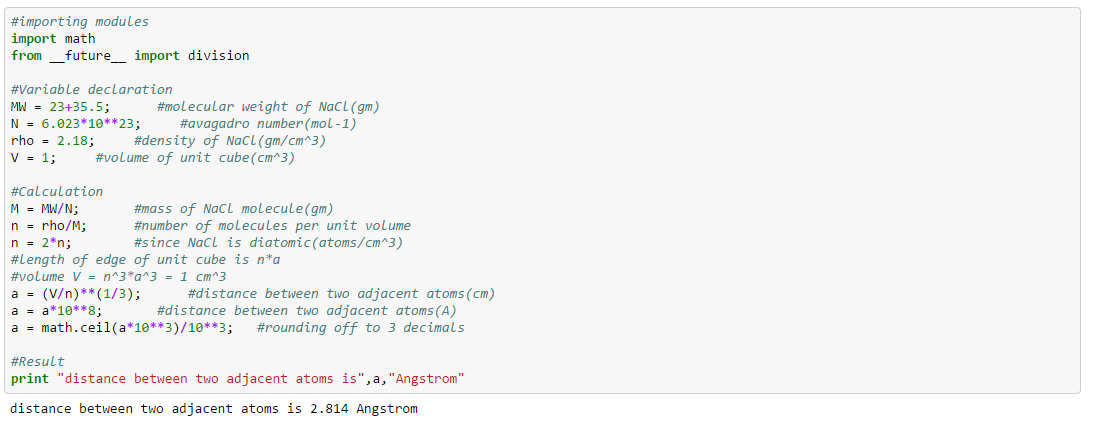 #importing modules
import math
from __future__ import division
#Variable declaration
MW = 23+35.5;      #molecular weight of NaCl(gm)
N = 6.023*10**23;     #avagadro number(mol-1)
rho = 2.18;     #density of NaCl(gm/cm^3)
V = 1;     #volume of unit cube(cm^3)
#Calculation
M = MW/N;       #mass of NaCl molecule(gm)
n = rho/M;      #number of molecules per unit volume
n = 2*n;        #since NaCl is diatomic(atoms/cm^3)
#length of edge of unit cube is n*a
#volume V = n^3*a^3 = 1 cm^3
a = (V/n)**(1/3);      #distance between two adjacent atoms(cm)
a = a*10**8;       #distance between two adjacent atoms(A)
a = math.ceil(a*10**3)/10**3;   #rounding off to 3 decimals
#Result
print "distance between two adjacent atoms is",a,"Angstrom"
distance between two adjacent atoms is 2.814 Angstrom